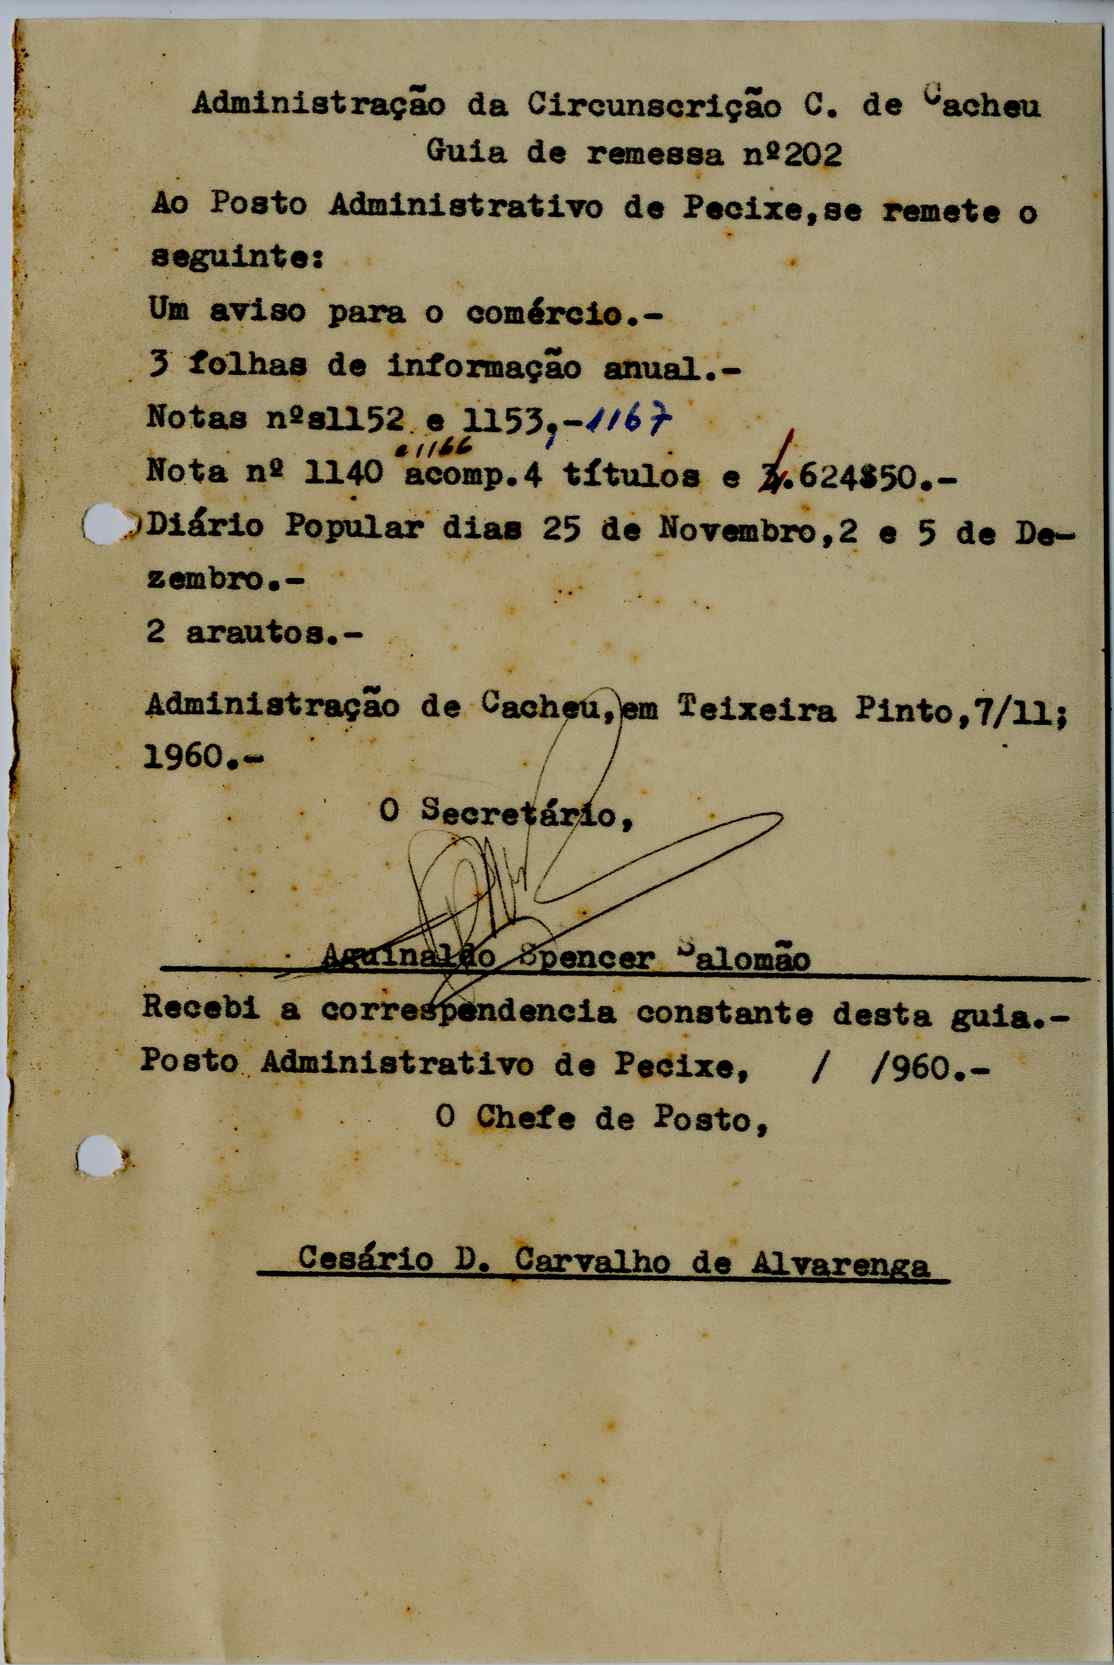 Administração da Circunscrição C. de Cacheu
Guia de remessa nº202
Ao Posto Administrativo de Pecixe,se remete o
seguinte:
Um aviso para o comércio.-
3 folhas de informação anual.-
Notas nºs1152 e 1153,-1167
e 1166
Nota nº 1140 acomp.4 títulos e .624$50.-
Diário Popular dias 25 de Novembro,2 e 5 de De-
zembro.-
2 arautos.-
Administração de Cacheu,em Teixeira Pinto,7/11;
1960.-
O Secretário,
Aguinaldo Spencer Salomão
Recebi a correspendencia constante desta guia.-
Posto Administrativo de Pecixe, / /960.-
O Chefe de Posto,
Cesário D. Carvalho de Alvarenga